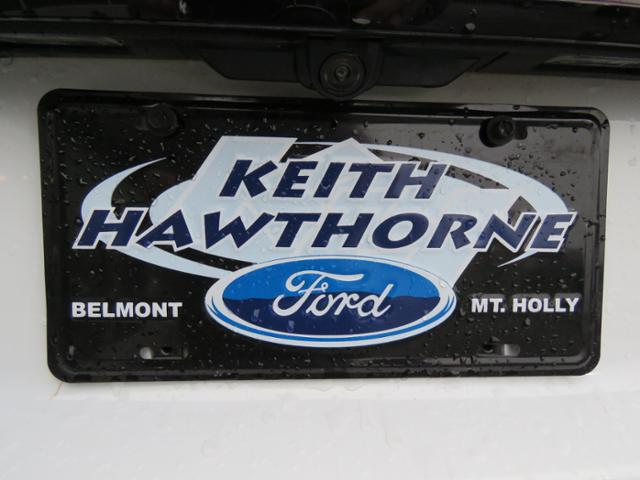 KEITH
HAWTHORNE
Ford
BELMONT
MT. HOLLY